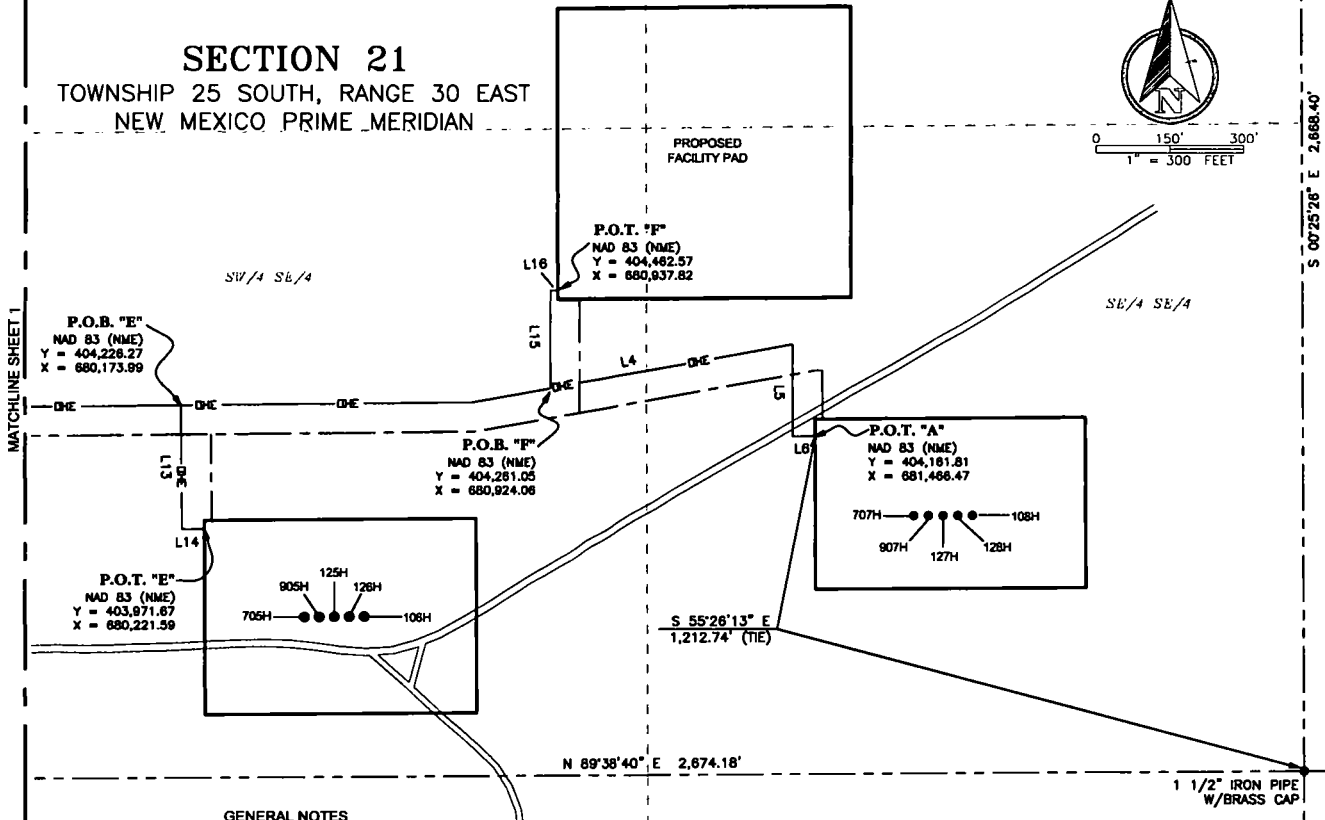 SECTION 21
TOWNSHIP 25 SOUTH, RANGE 30 EAST
NEW MEXICO PRIME MERIDIAN
N
0 150' 300'
1" = 300 FEET
S 00°25'26" E 2,668.40'
PROPOSED
FACILITY PAD
P.O.T. "F"
NAD 83 (NME)
Y = 404,462.57
X = 680,937.82
L16
SW/4 SE/4
SE/4 SE/4
MATCHLINE SHEET 1
P.O.B. "E"
NAD 83 (NME)
Y = 404,226.27
X = 680,173.99
L15
L4
OHE
OHE
OHE
OHE
OHE
L5
P.O.B. "F"
NAD 83 (NME)
Y = 404,261.05
X = 680,924.06
L6
P.O.T. "A"
NAD 83 (NME)
Y = 404,161.81
X = 681,466.47
L13
OHE
L14
707H
907H
127H
128H
108H
P.O.T. "E"
NAD 83 (NME)
Y = 403,971.67
X = 680,221.59
705H
905H
125H
126H
106H
S 55°26'13" E
1,212.74' (TIE)
N 89°38'40" E 2,674.18'
1 1/2" IRON PIPE
W/BRASS CAP
GENERAL NOTES